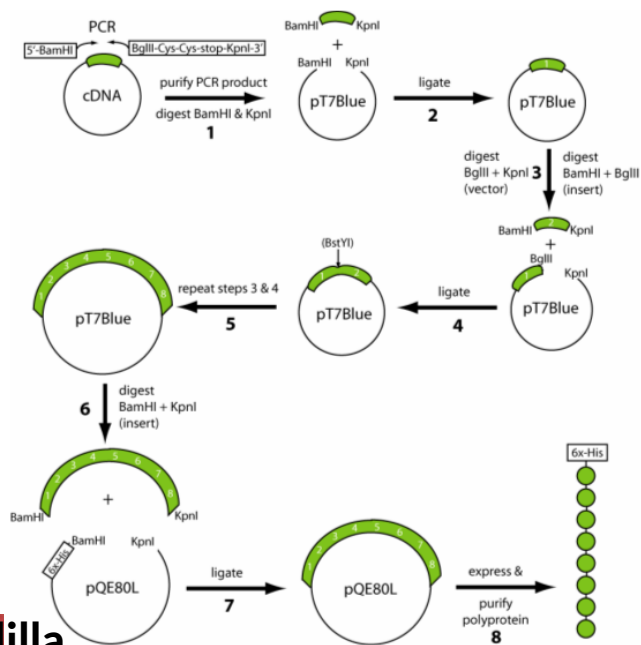 PCR
5'-BamHI
BglII-Cys-Cys-stop-KpnI-3'
cDNA
purify PCR product
digest BamHI & KpnI
1
BamHI
KpnI
+
BamHI KpnI
pT7Blue
ligate
2
1
pT7Blue
digest
BglII + KpnI
(vector)
3
digest
BamHI + BglII
(insert)
BamHI
2
KpnI
+
BglII
1
KpnI
pT7Blue
ligate
4
(BstYI)
1 2
pT7Blue
repeat steps 3 & 4
5
1 2 3 4 5 6 7 8
pT7Blue
6
digest
BamHI + KpnI
(insert)
1 2 3 4 5 6 7 8
BamHI
KpnI
+
6x-His
BamHI
KpnI
pQE80L
ligate
7
1 2 3 4 5 6 7 8
pQE80L
express &
purify
polyprotein
8
6x-His